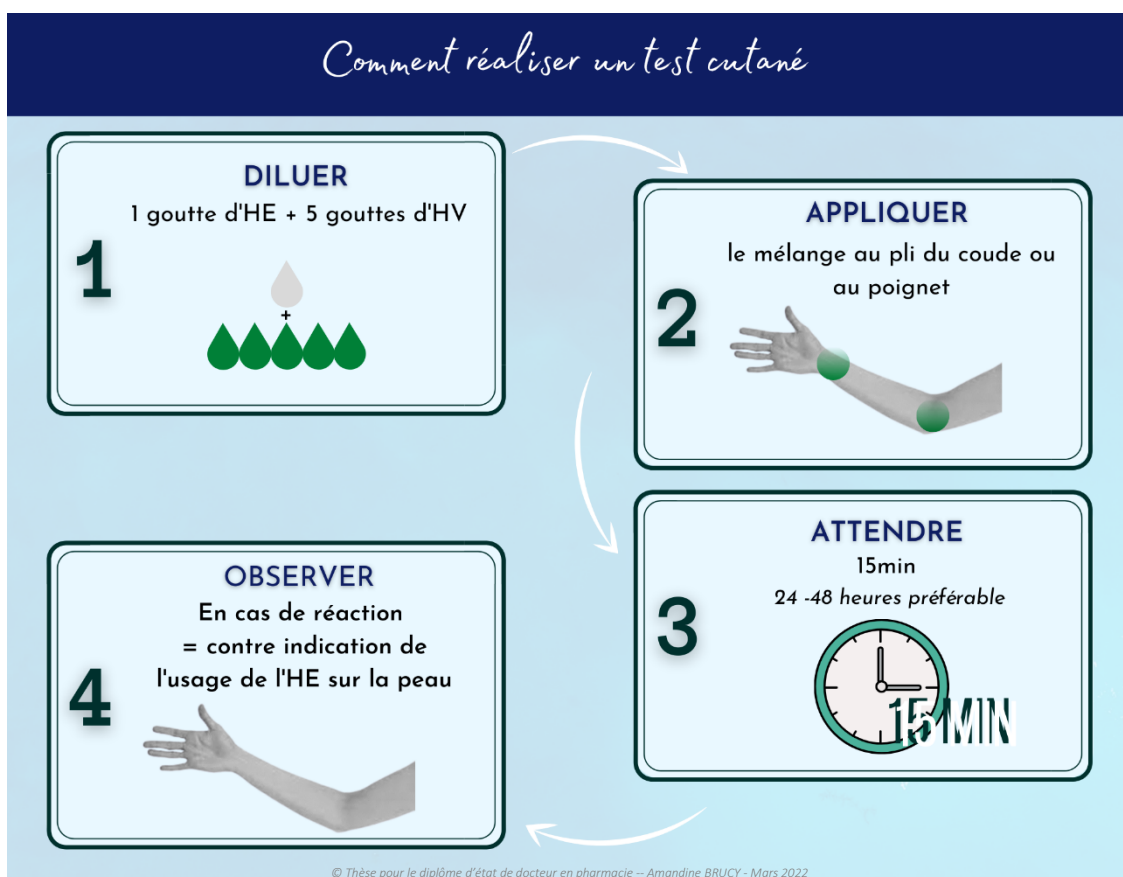 Comment réaliser un test cutané
DILUER
1 goutte d'HE + 5 gouttes d'HV
1
+
APPLIQUER
le mélange au pli du coude ou
au poignet
2
ATTENDRE
15min
24 -48 heures préférable
3
15 MIN
OBSERVER
En cas de réaction
= contre indication de
l'usage de l'HE sur la peau
4
© Thèse pour le diplôme d'état de docteur en pharmacie -- Amandine BRUCY - Mars 2022